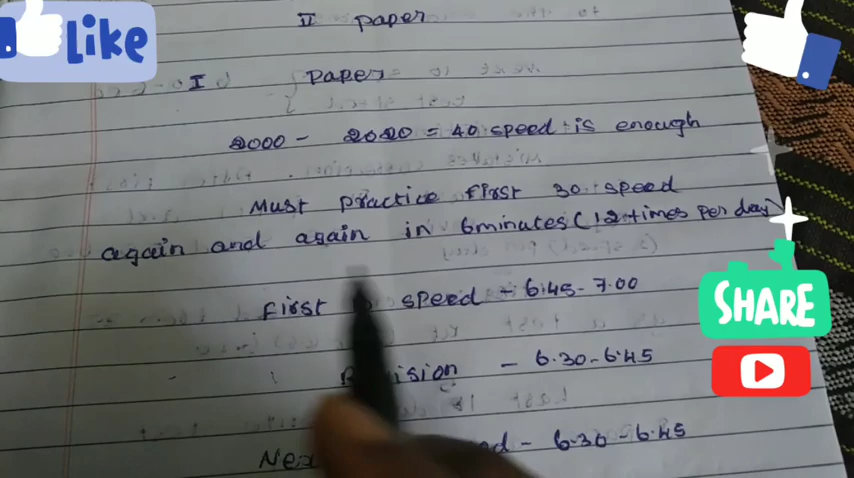 II paper
Like
I paper
2000 - 2020 = 40 speed is enough
Must practice first 30 speed
again and again in 6minutes (12 times per day)
First speed - 6.45-7.00
SHARE
- 6.30-6.45
- 6.30-6.45